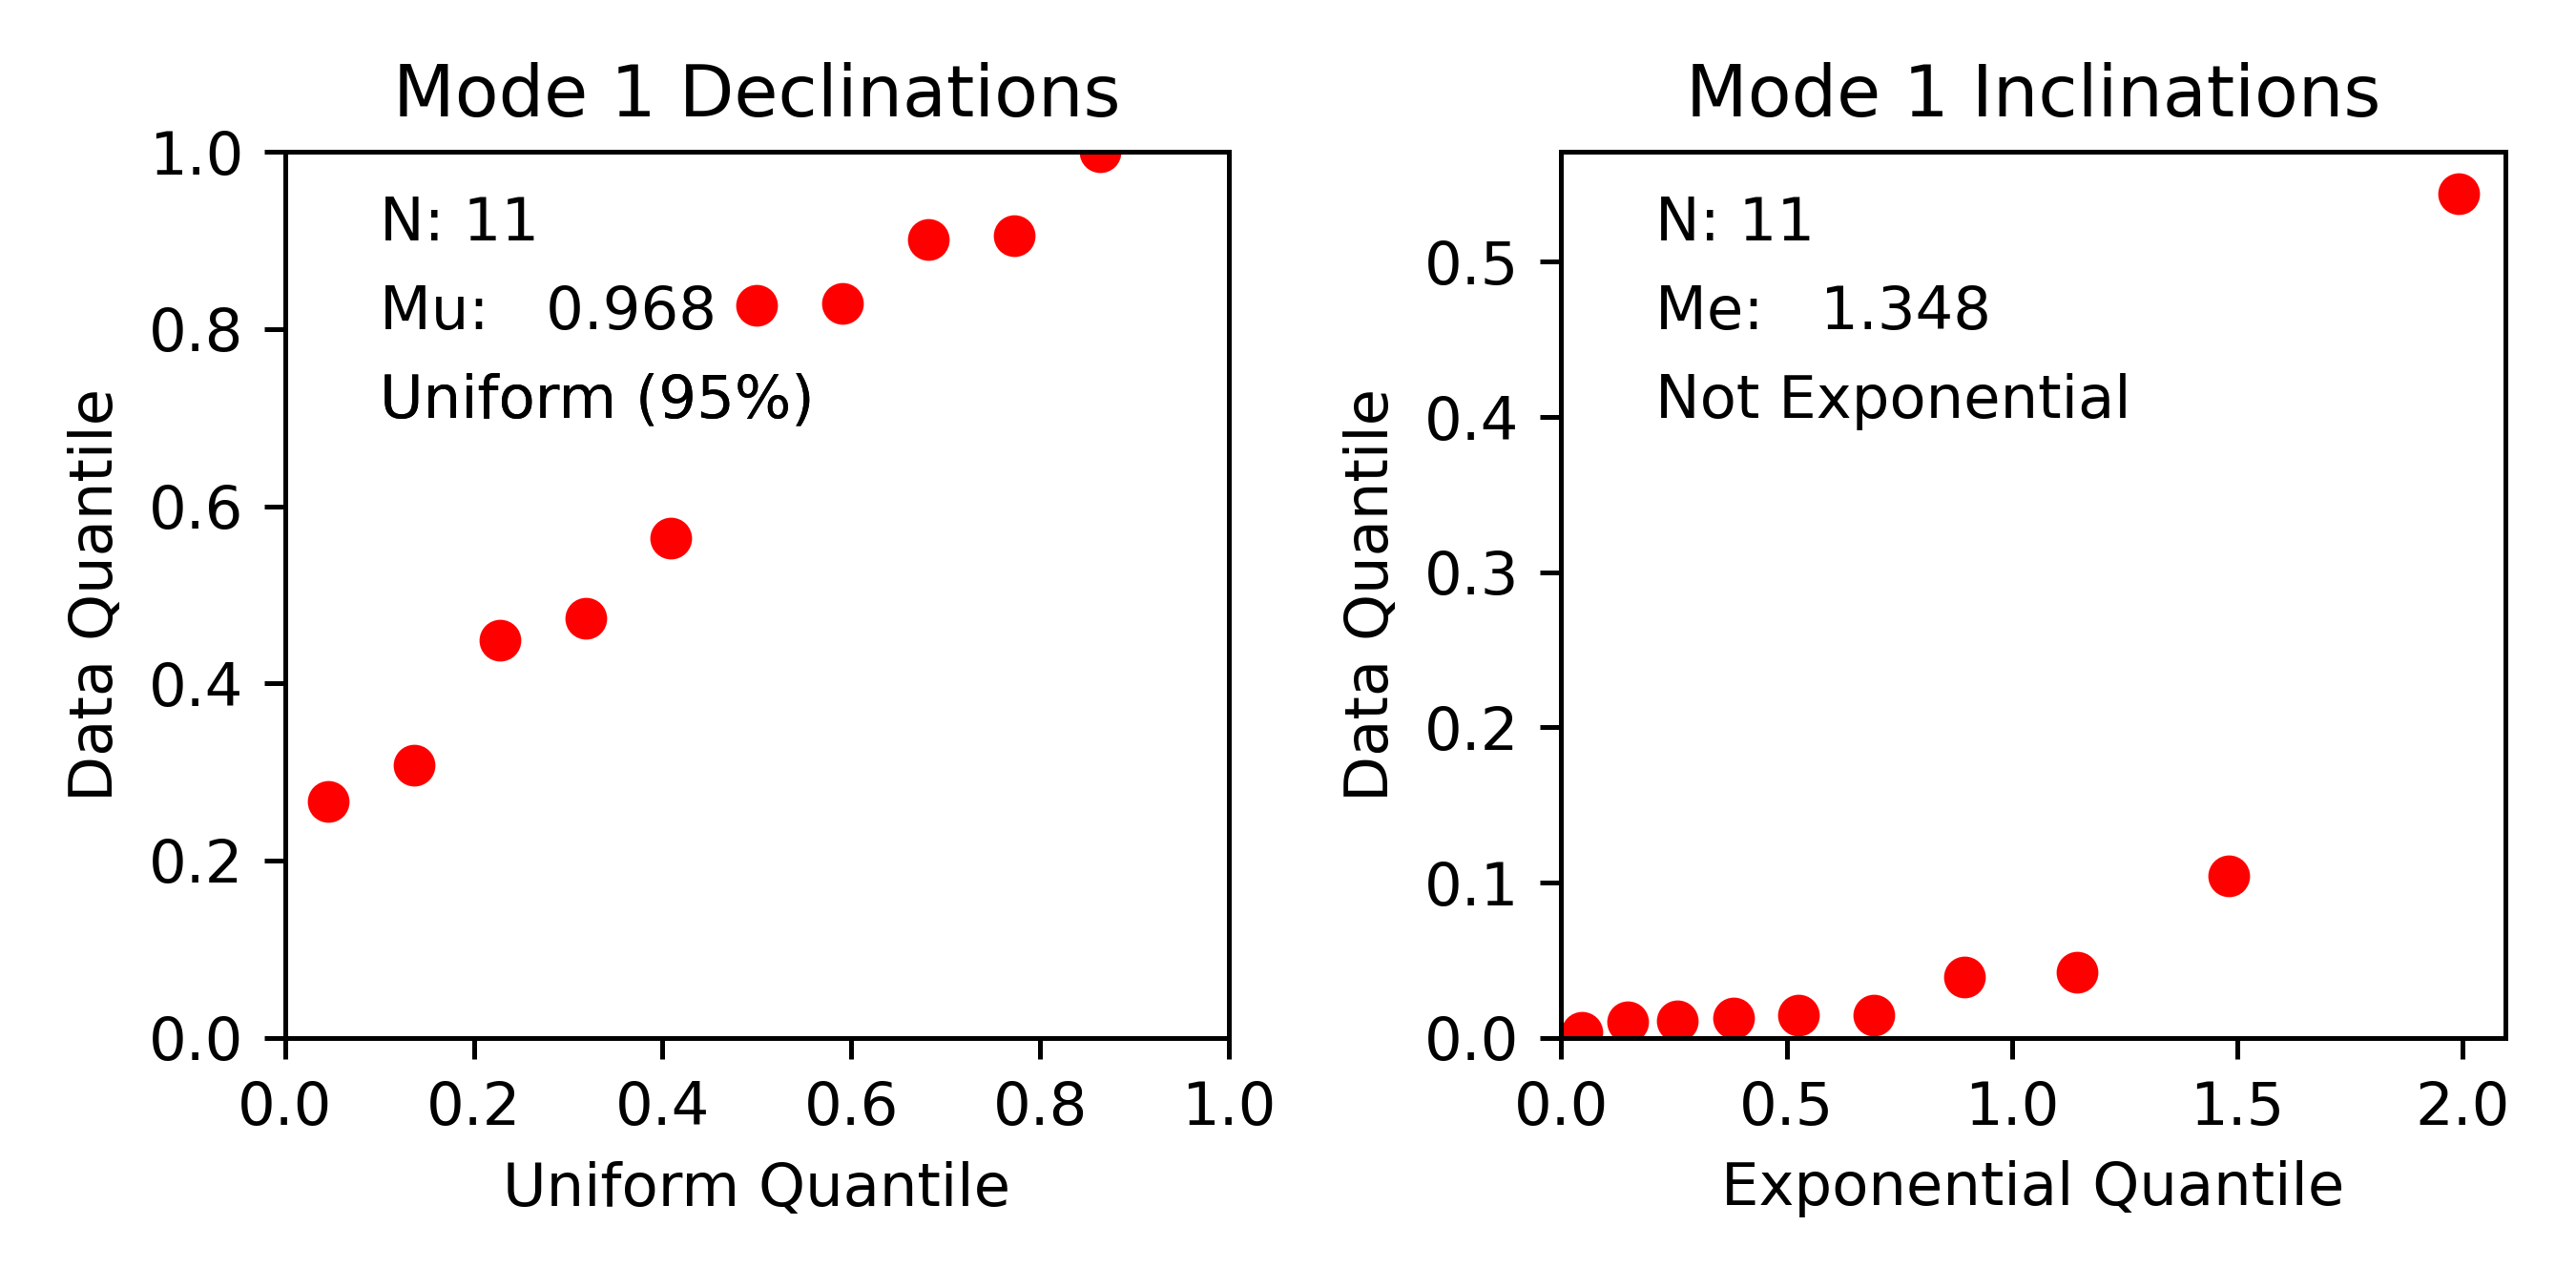 Mode 1 Declinations
1.0
0.8
0.6
0.4
0.2
0.0
Data Quantile
N: 11
Mu: 0.968
Uniform (95%)
0.0 0.2 0.4 0.6 0.8 1.0
Uniform Quantile
Mode 1 Inclinations
0.5
0.4
0.3
0.2
0.1
0.0
Data Quantile
N: 11
Me: 1.348
Not Exponential
0.0 0.5 1.0 1.5 2.0
Exponential Quantile